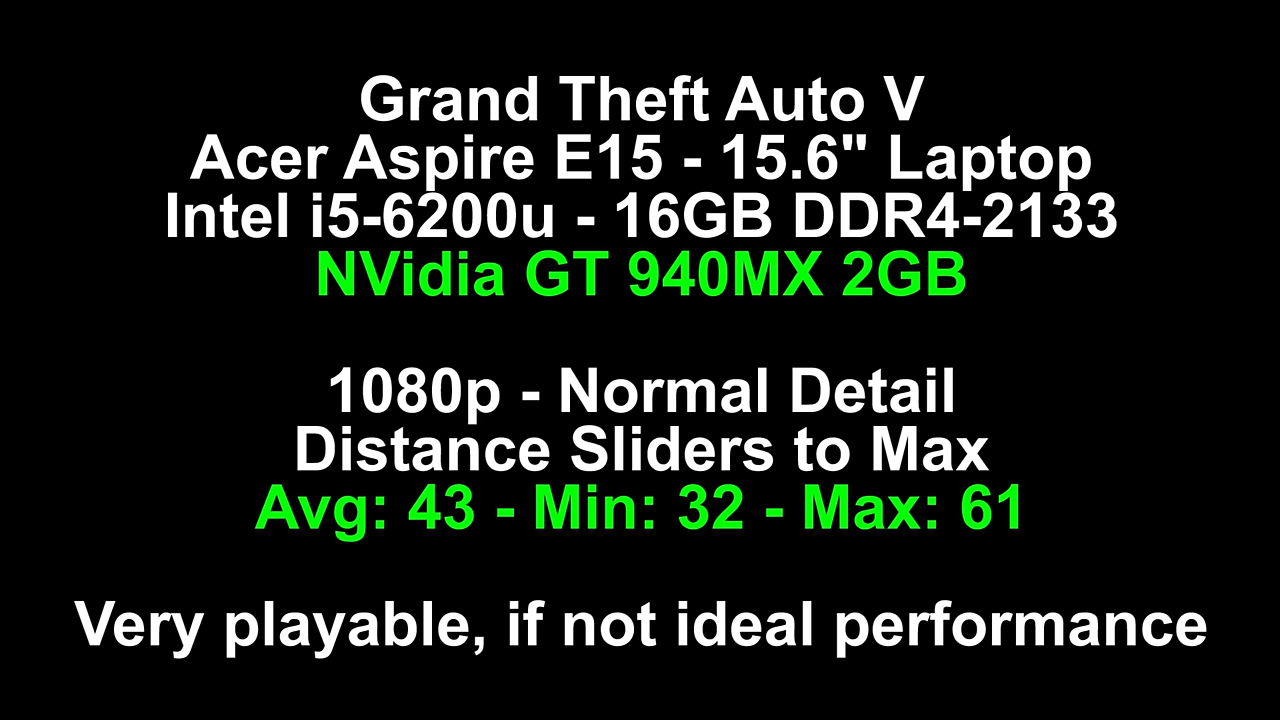 Grand Theft Auto V
Acer Aspire E15 - 15.6" Laptop
Intel i5-6200u - 16GB DDR4-2133
NVidia GT 940MX 2GB
1080p - Normal Detail
Distance Sliders to Max
Avg: 43 - Min: 32 - Max: 61
Very playable, if not ideal performance